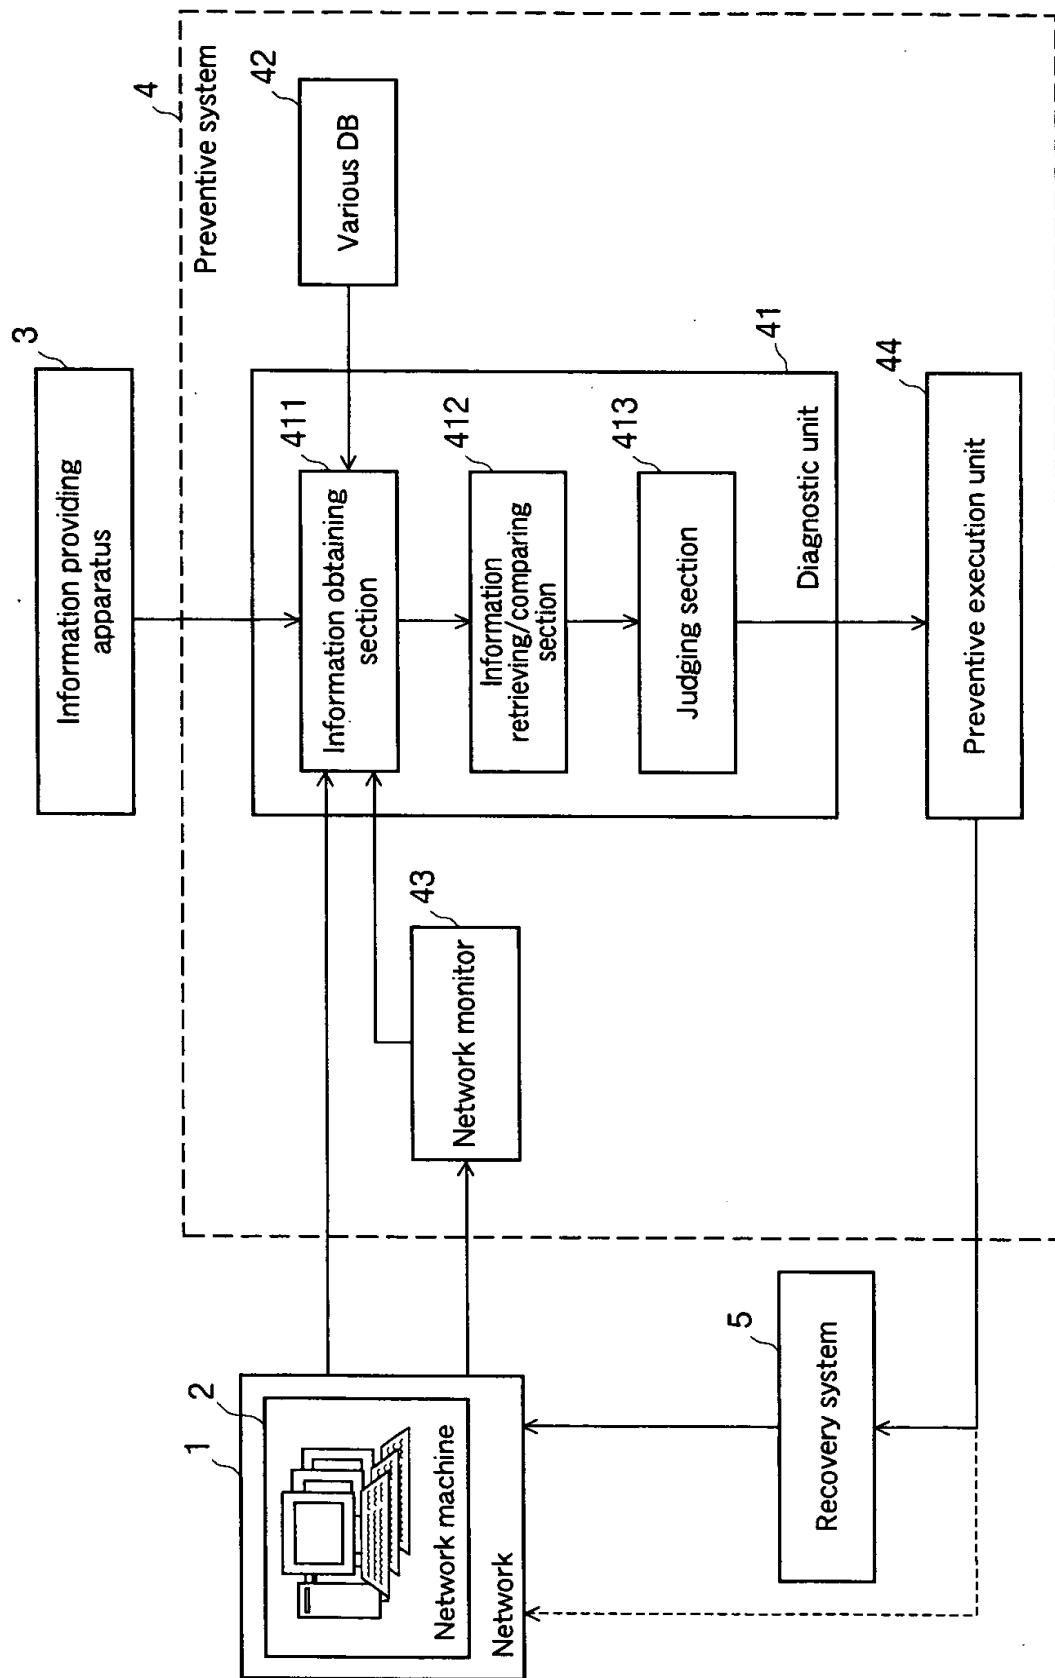 3
Information providing
apparatus
4
Preventive system
42
Various DB
411
Information obtaining
section
412
Information
retrieving/comparing
section
413
Judging section
Diagnostic unit
41
43
Network monitor
44
Preventive execution unit
1
2
Network machine
Network
5
Recovery system